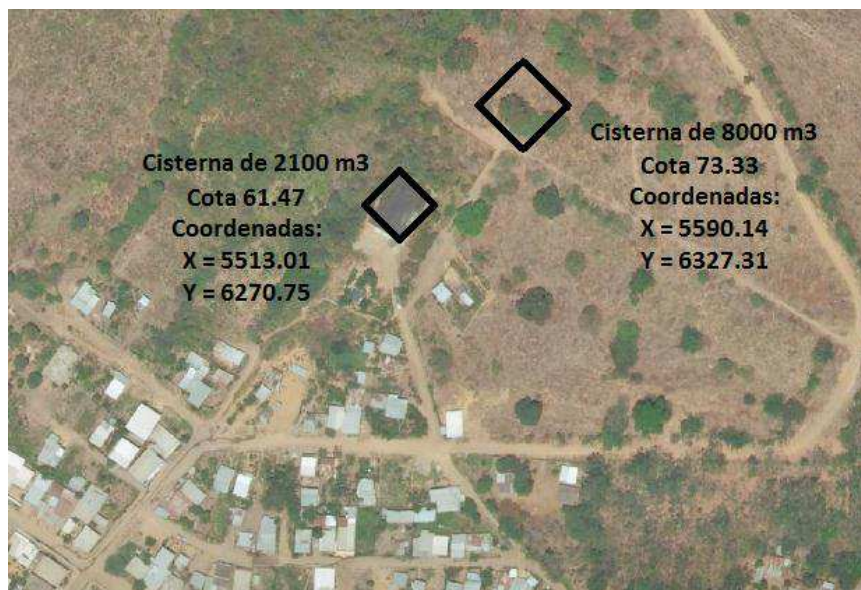 Cisterna de 2100 m3
Cota 61.47
Coordenadas:
X = 5513.01
Y = 6270.75
Cisterna de 8000 m3
Cota 73.33
Coordenadas:
X = 5590.14
Y = 6327.31